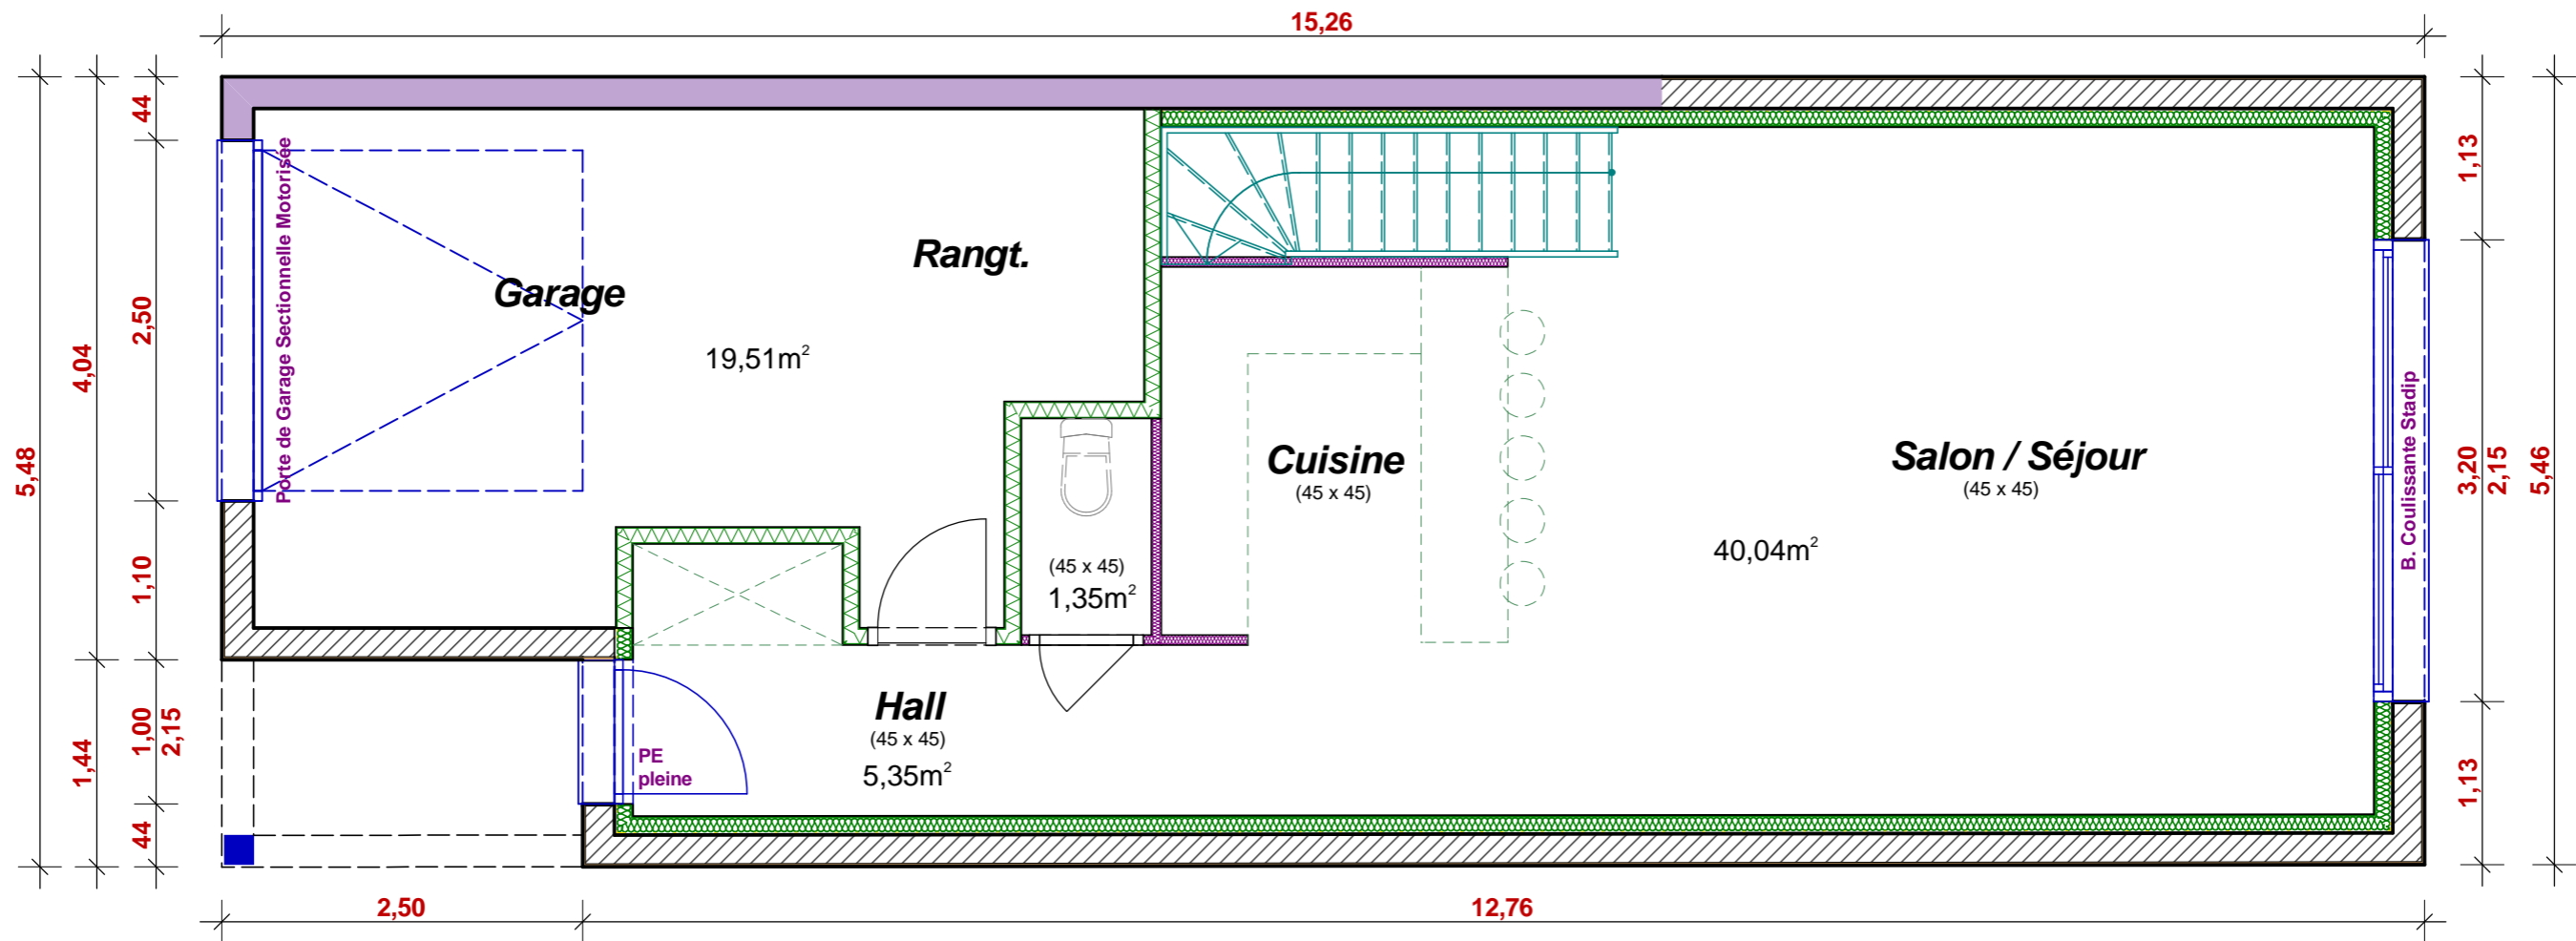 15,26
44
1,13
Porte de Garage Sectionnelle Motorisée
Rangt.
Garage
2,50
4,04
19,51m²
5,48
Cuisine
(45 x 45)
Salon / Séjour
(45 x 45)
B. Coulissante Stadip
3,20
2,15
5,46
40,04m²
1,10
(45 x 45)
1,35m²
Hall
(45 x 45)
5,35m²
1,00
2,15
1,44
PE
pleine
1,13
44
2,50
12,76